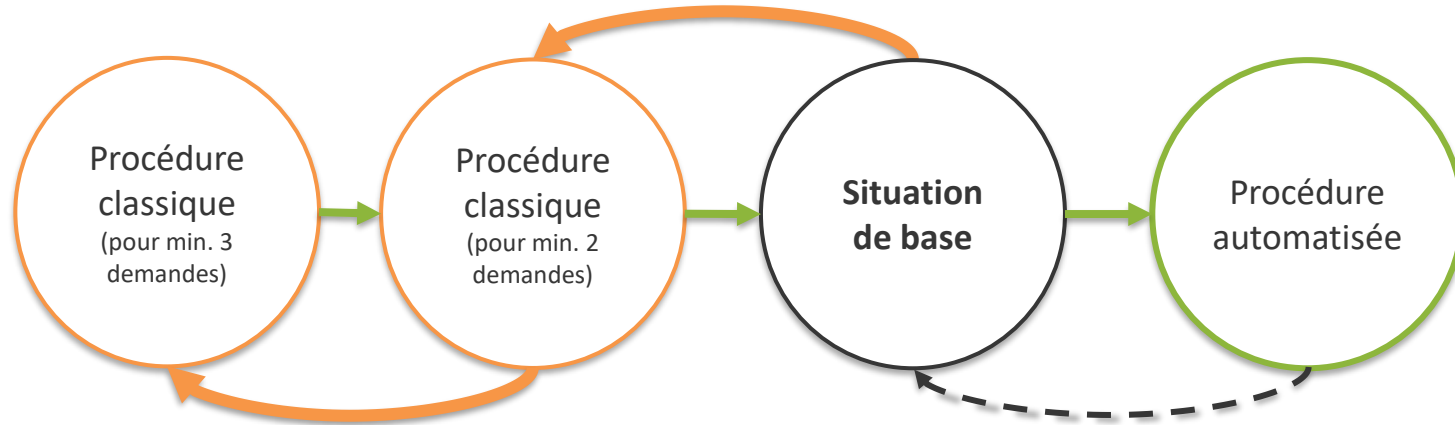 Procédure
classique
(pour min. 3
demandes)
Procédure
classique
(pour min. 2
demandes)
Situation
de base
Procédure
automatisée